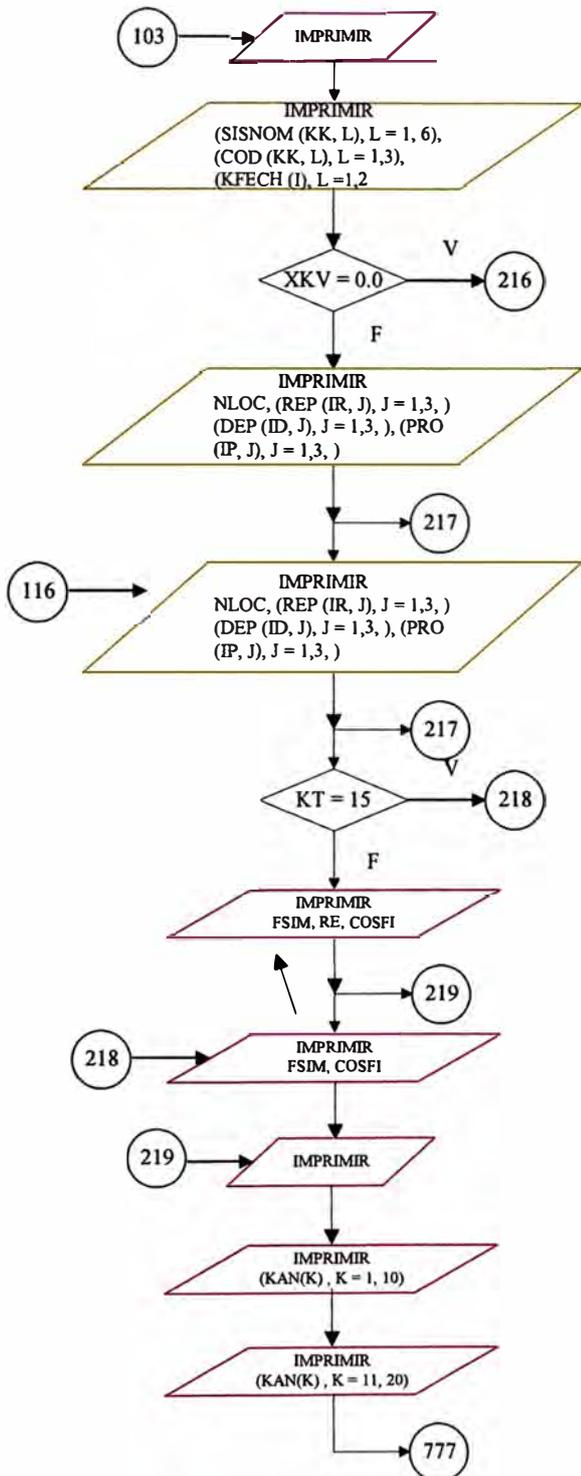 103
IMPRIMIR
IMPRIMIR
(SISNOM (KK, L), L = 1, 6),
(COD (KK, L), L = 1,3),
(KFECH (I), L =1,2
XKV = 0.0
V
216
F
IMPRIMIR
NLOC, (REP (IR, J), J = 1,3, )
(DEP (ID, J), J = 1,3, ), (PRO
(IP, J), J = 1,3, )
217
116
IMPRIMIR
NLOC, (REP (IR, J), J = 1,3, )
(DEP (ID, J), J = 1,3, ), (PRO
(IP, J), J = 1,3, )
217
V
KT = 15
218
F
IMPRIMIR
FSIM, RE, COSFI
219
218
IMPRIMIR
FSIM, COSFI
219
IMPRIMIR
IMPRIMIR
(KAN(K) , K = 1, 10)
IMPRIMIR
(KAN(K) , K = 11, 20)
777